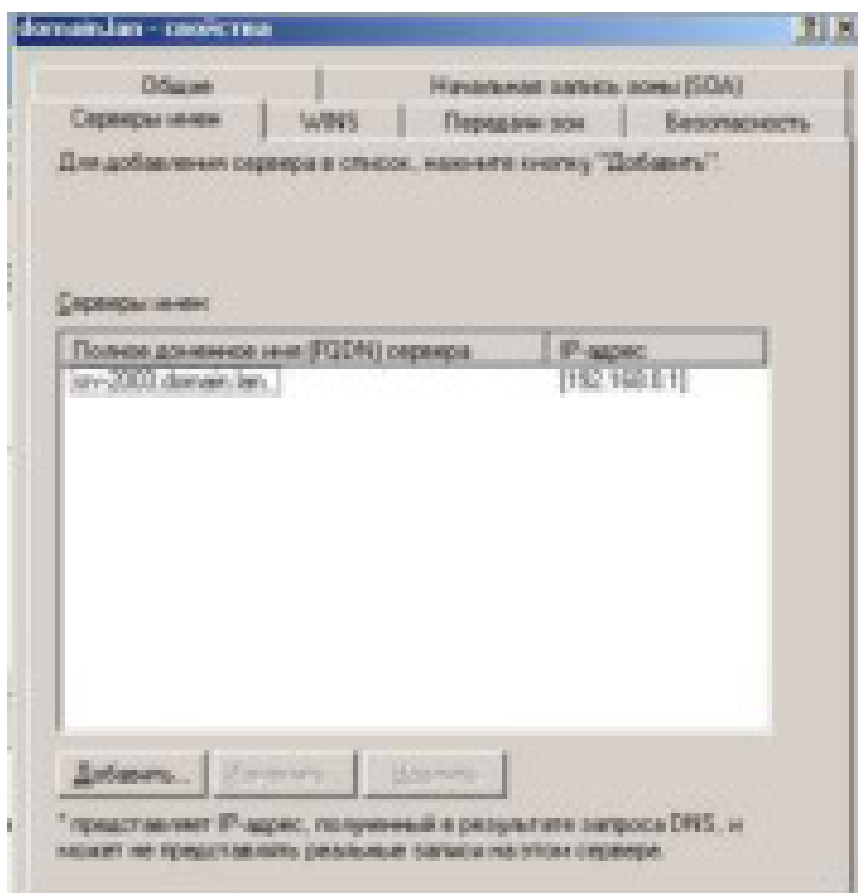 domain.lan - свойства
Общие
Начальная запись зоны (SOA)
Серверы имен
WINS
Передачи зон
Безопасность
Для добавления сервера в список, нажмите кнопку "Добавить".
Серверы имен:
Полное доменное имя (FQDN) сервера
IP-адрес
srv-2003.domain.lan.
[192.168.0.1]
Добавить...
Изменить...
Удалить
* представляет IP-адрес, полученный в результате запроса DNS, и
может не представлять реальные записи на этом сервере.